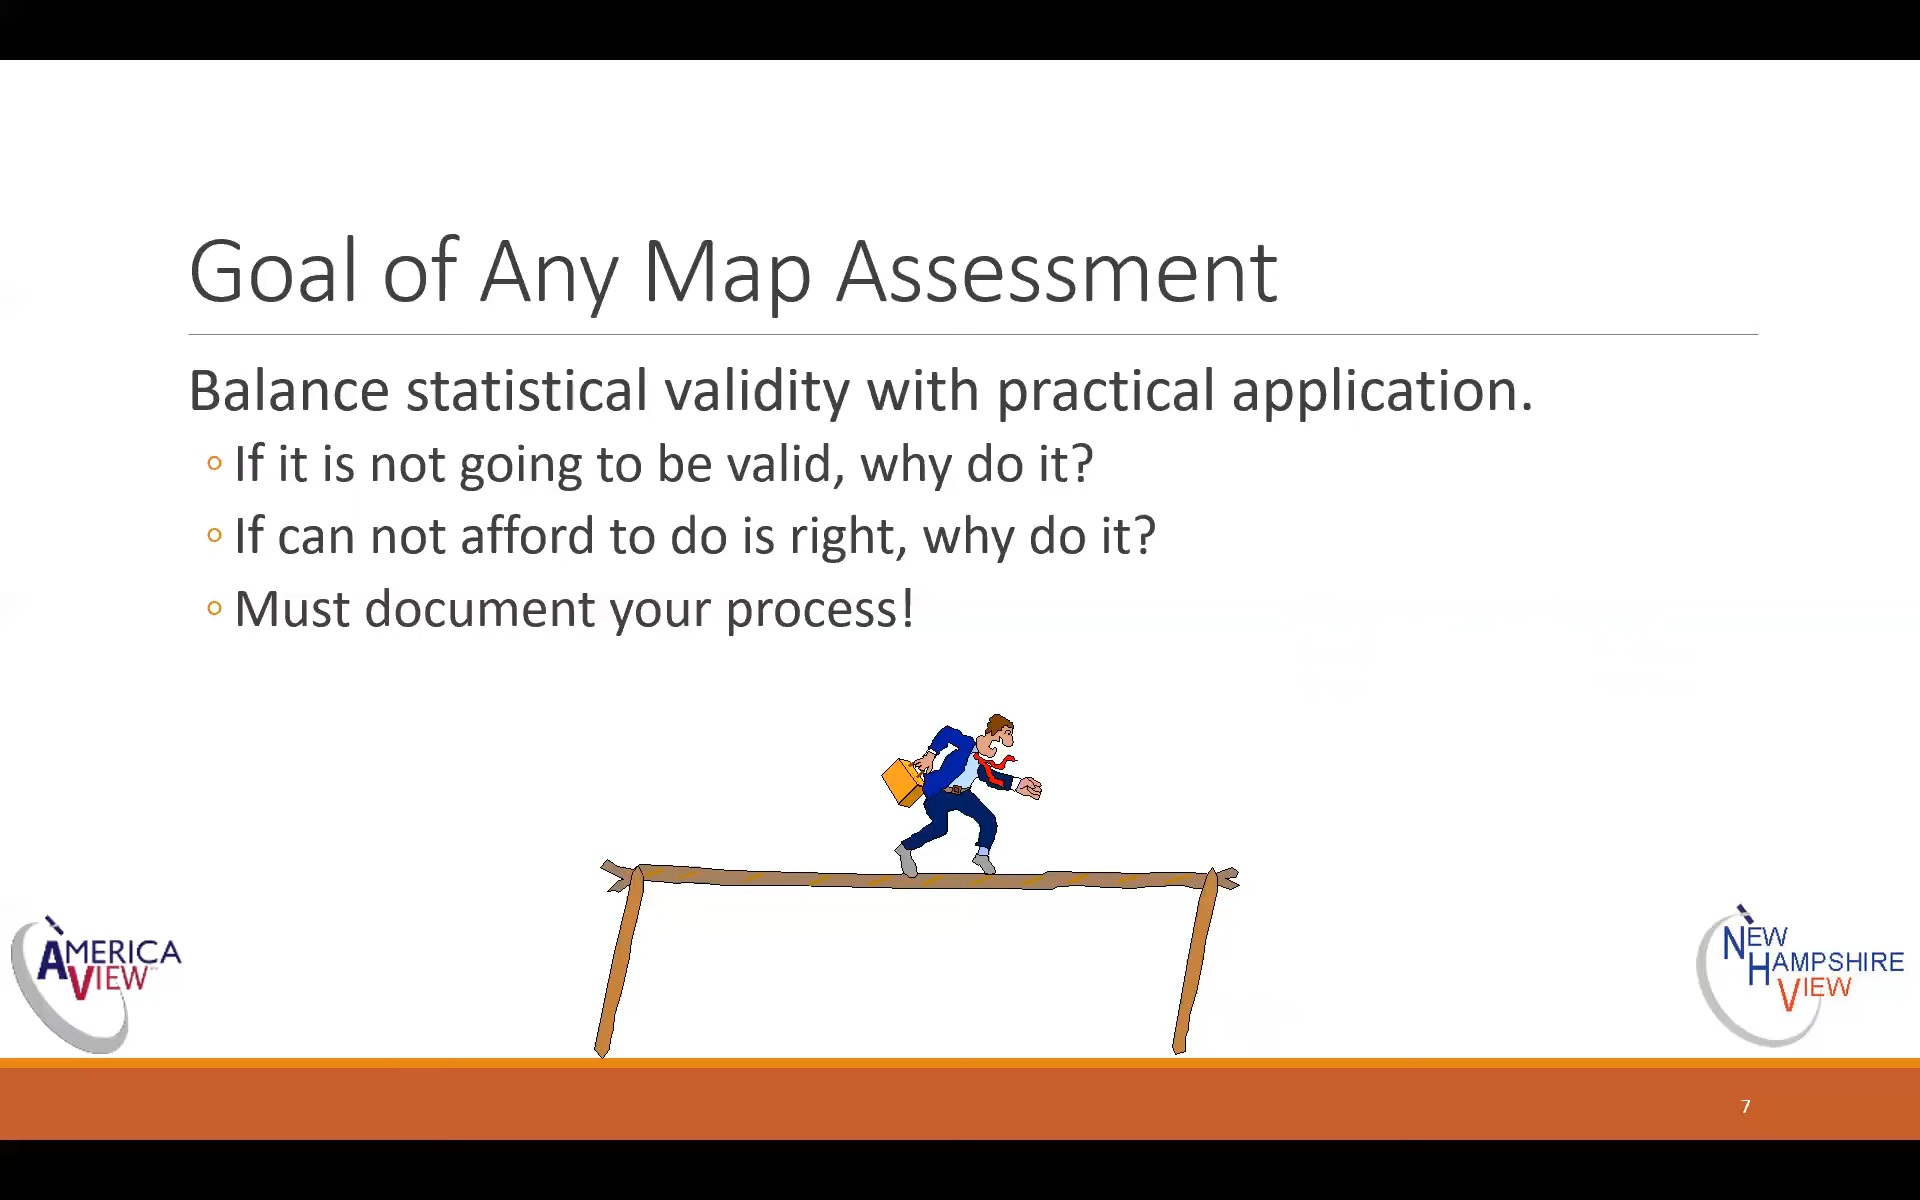 Goal of Any Map Assessment
Balance statistical validity with practical application.
◦ If it is not going to be valid, why do it?
◦ If can not afford to do is right, why do it?
◦ Must document your process!
AMERICA
VIEW
NEW
HAMPSHIRE
VIEW
7